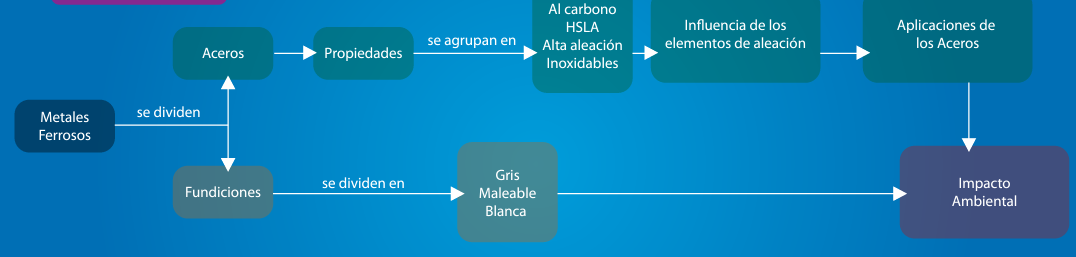 Al carbono
HSLA
Alta aleación
Inoxidables
Influencia de los
elementos de aleación
Aplicaciones de
los Aceros
Aceros
Propiedades
se agrupan en
Metales
Ferrosos
se dividen
Fundiciones
se dividen en
Gris
Maleable
Blanca
Impacto
Ambiental